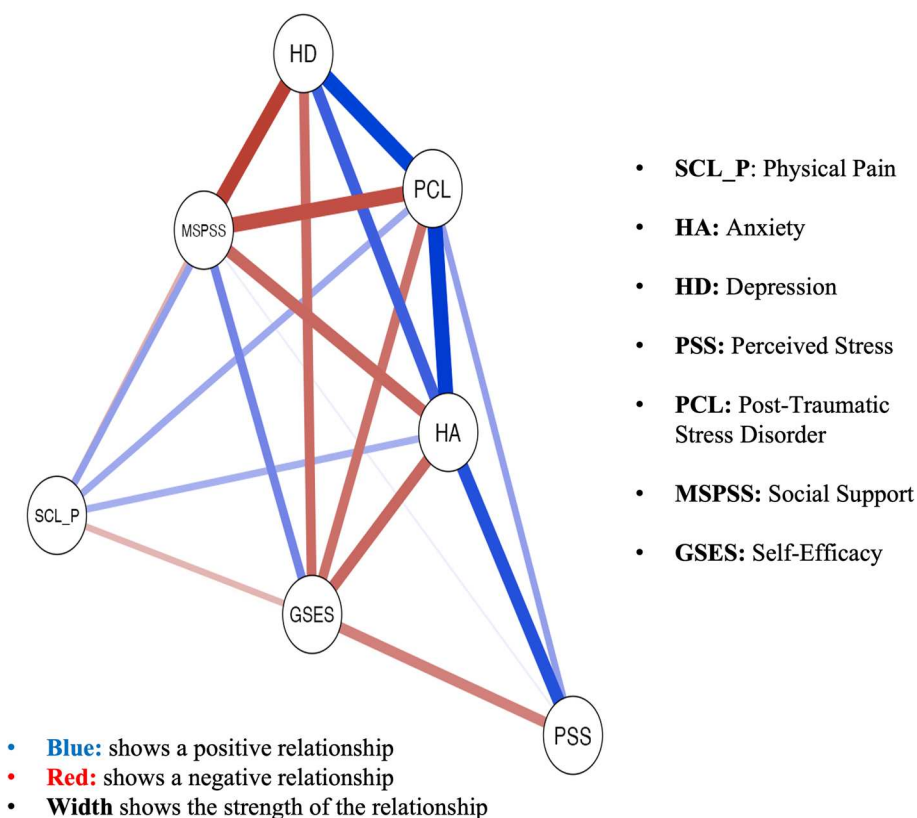 HD
PCL
MSPSS
HA
SCL_P
GSES
PSS
• SCL_P: Physical Pain
• HA: Anxiety
• HD: Depression
• PSS: Perceived Stress
• PCL: Post-Traumatic
Stress Disorder
• MSPSS: Social Support
• GSES: Self-Efficacy
• Blue: shows a positive relationship
• Red: shows a negative relationship
• Width shows the strength of the relationship